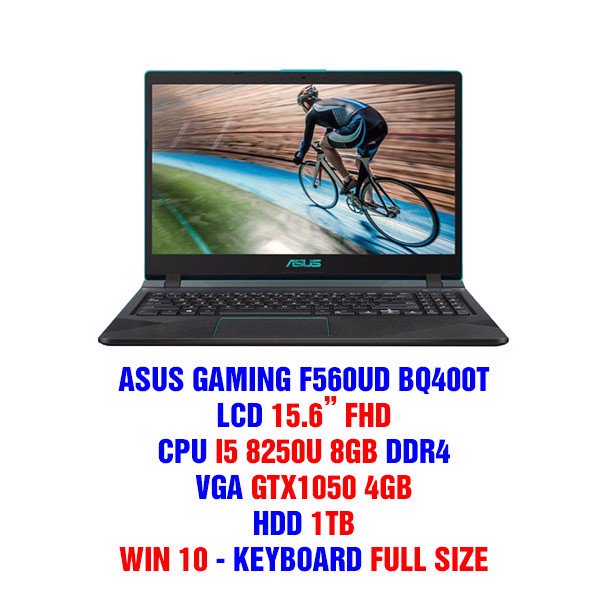 ASUS
ASUS GAMING F560UD BQ400T
LCD 15.6” FHD
CPU I5 8250U 8GB DDR4
VGA GTX1050 4GB
HDD 1TB
WIN 10 - KEYBOARD FULL SIZE